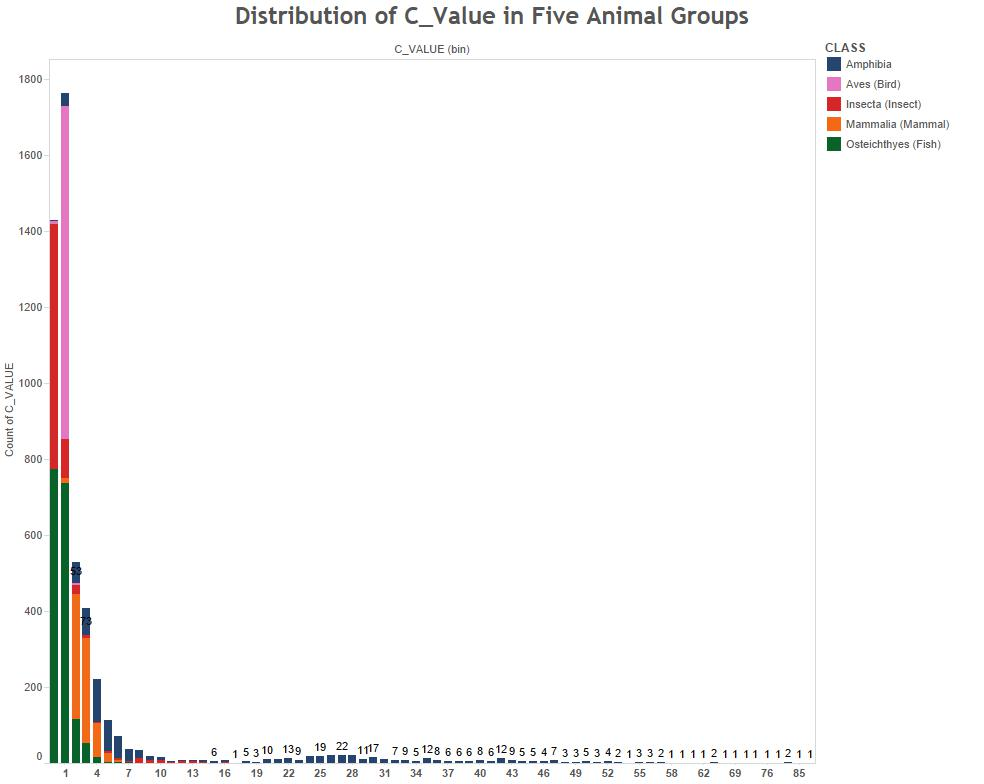 Distribution of C_Value in Five Animal Groups
C_VALUE (bin)
CLASS
Amphibia
Aves (Bird)
Insecta (Insect)
Mammalia (Mammal)
Osteichthyes (Fish)
Count of C_VALUE
1800
1600
1400
1200
1000
800
600
400
200
0
53
73
6 1 5 3 10 13 9 19 22 11 17 7 9 5 12 8 6 6 6 8 6 12 9 5 5 4 7 3 3 5 3 4 2 1 3 3 2 1 1 1 1 2 1 1 1 1 1 1 2 1 1
1 4 7 10 13 16 19 22 25 28 31 34 37 40 43 46 49 52 55 58 62 69 76 85